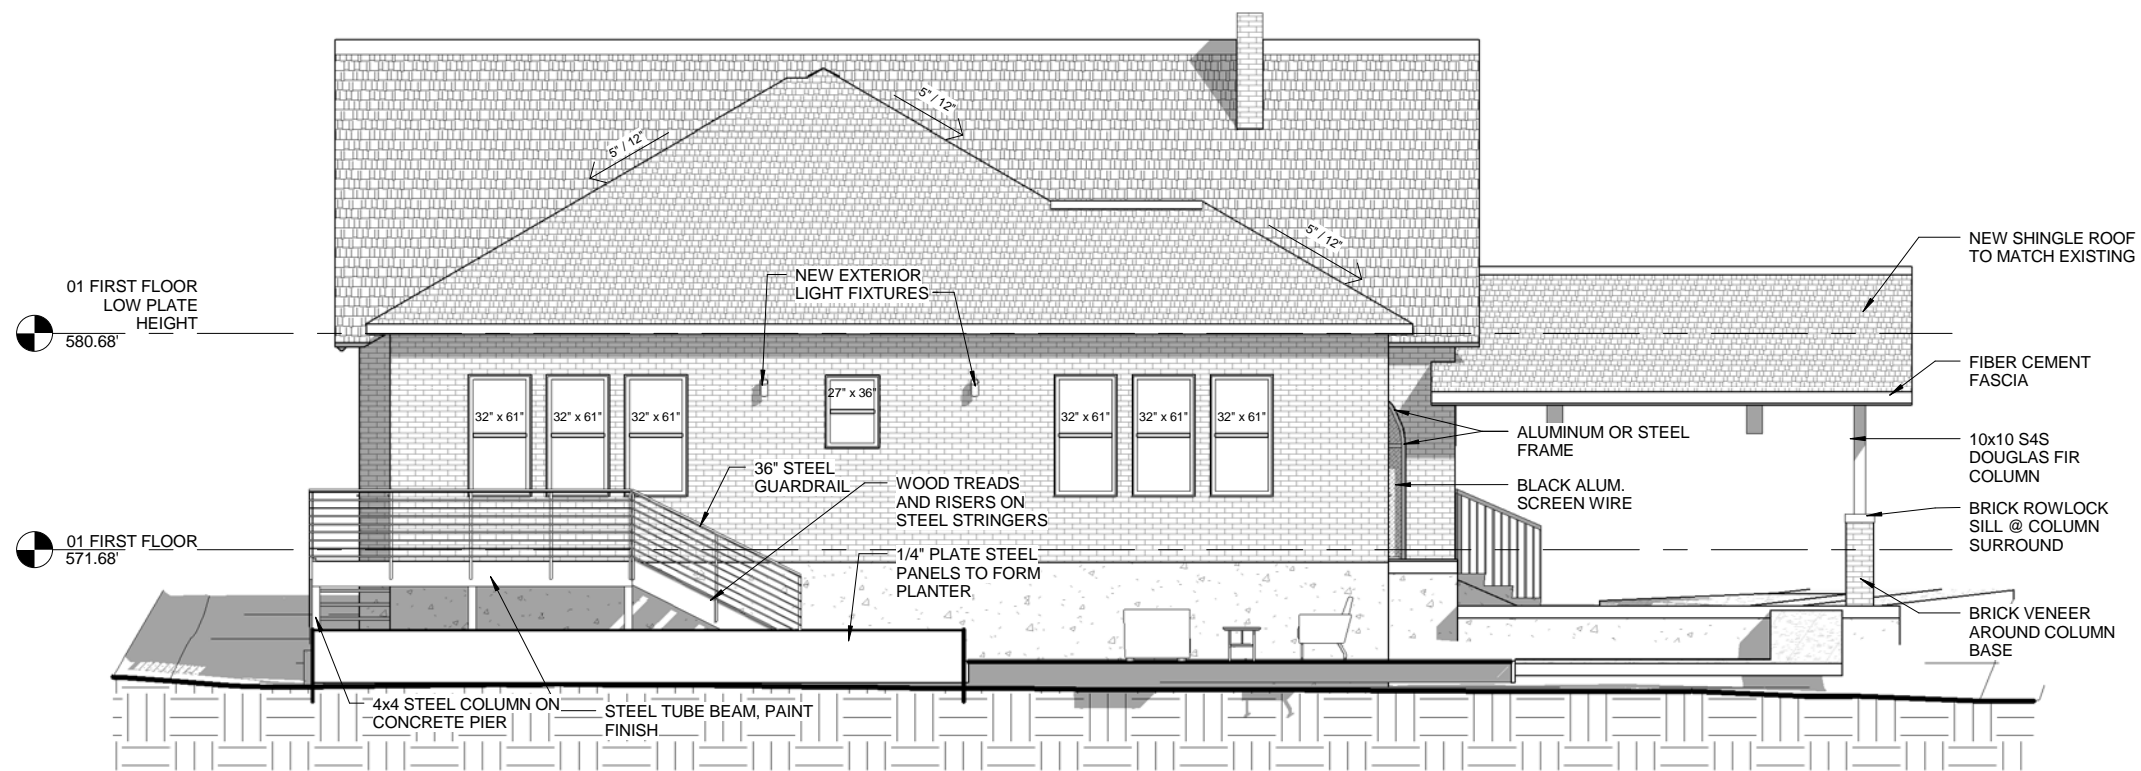 5" / 12"
5" / 12"
5" / 12"
NEW EXTERIOR
LIGHT FIXTURES
01 FIRST FLOOR
LOW PLATE
HEIGHT
580.68'
NEW SHINGLE ROOF
TO MATCH EXISTING
FIBER CEMENT
FASCIA
32" x 61"
32" x 61"
32" x 61"
27" x 36"
32" x 61"
32" x 61"
32" x 61"
ALUMINUM OR STEEL
FRAME
10x10 S4S
DOUGLAS FIR
COLUMN
36" STEEL
GUARDRAIL
WOOD TREADS
AND RISERS ON
STEEL STRINGERS
BLACK ALUM.
SCREEN WIRE
BRICK ROWLOCK
SILL @ COLUMN
SURROUND
01 FIRST FLOOR
571.68'
1/4" PLATE STEEL
PANELS TO FORM
PLANTER
BRICK VENEER
AROUND COLUMN
BASE
4x4 STEEL COLUMN ON
CONCRETE PIER
STEEL TUBE BEAM, PAINT
FINISH